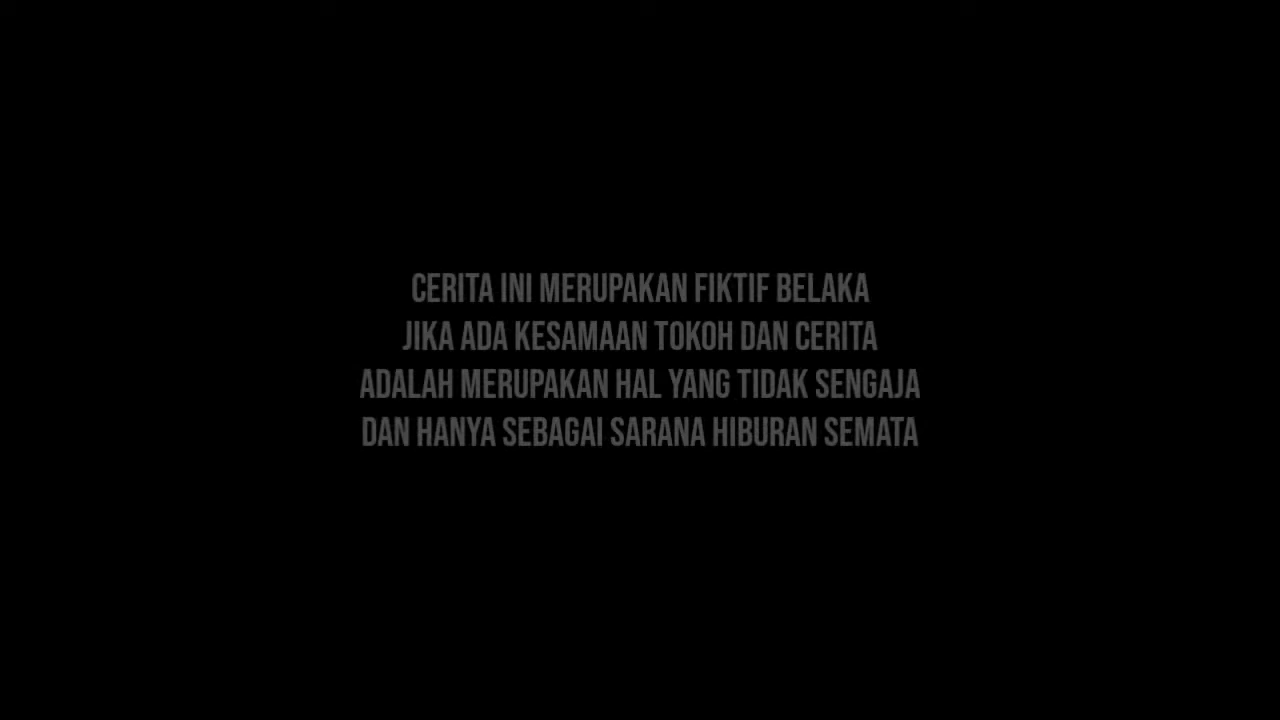 CERITA INI MERUPAKAN FIKTIF BELAKA
JIKA ADA KESAMAAN TOKOH DAN CERITA
ADALAH MERUPAKAN HAL YANG TIDAK SENGAJA
DAN HANYA SEBAGAI SARANA HIBURAN SEMATA